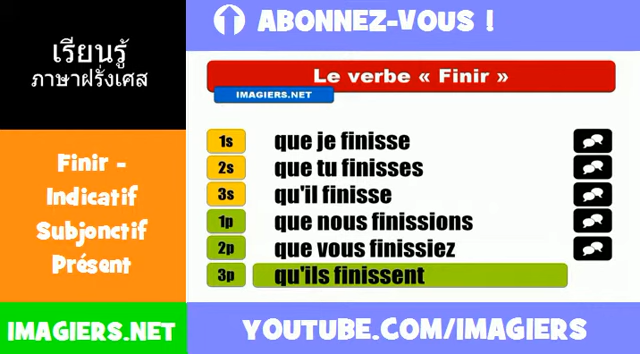 เรียนรู้
ภาษาฝรั่งเศส
Finir -
Indicatif
Subjonctif
Présent
IMAGIERS.NET
ABONNEZ-VOUS !
Le verbe « Finir »
IMAGIERS.NET
1s que je finisse
2s que tu finisses
3s qu'il finisse
1p que nous finissions
2p que vous finissiez
3p qu'ils finissent
YOUTUBE.COM/IMAGIERS